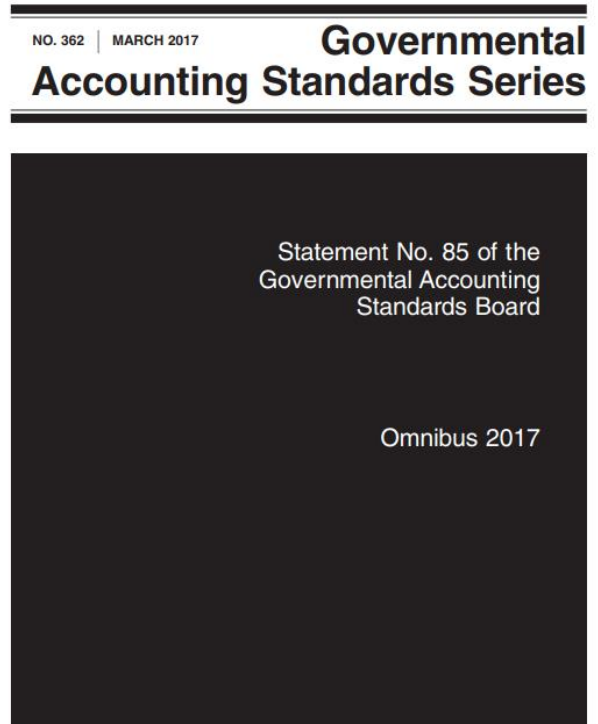 NO. 362 | MARCH 2017
Governmental
Accounting Standards Series
Statement No. 85 of the
Governmental Accounting
Standards Board
Omnibus 2017